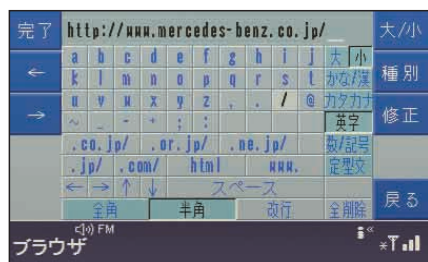 完了 http://www.mercedes-benz.co.jp/ 大/小
a b c d e f g h i j 大 小
← k l m n o p q r s t かな/漢 種別
u v w x y z , . / @ カタカナ
→ ~ _ - + : ; 英字 修正
.co.jp/ .or.jp/ .ne.jp/ 数/記号
.jp/ .com/ html www. 定型文
← → ↑ ↓ スペース
全角 半角 改行 全削除 戻る
FM
ブラウザ